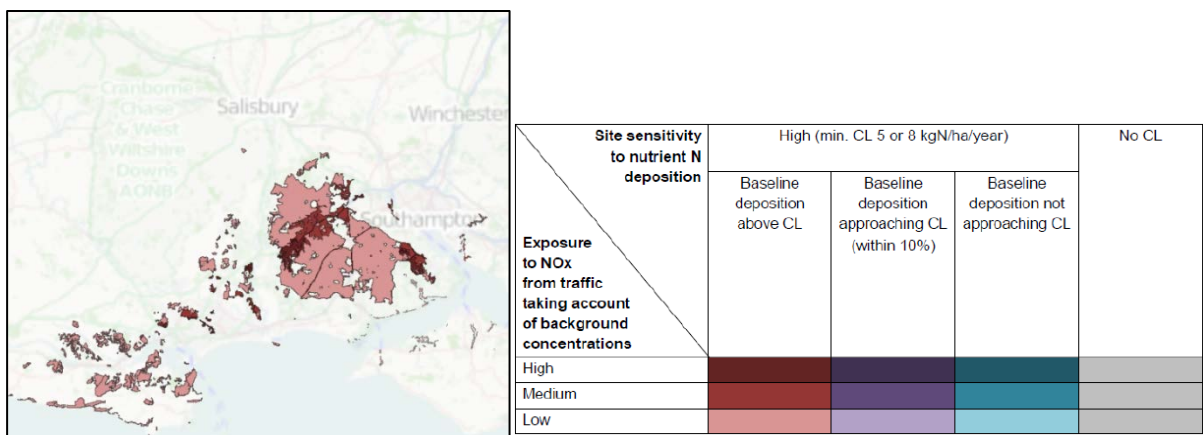 Cranborne
Chase
& West
Wiltshire
Downs
AONB
Salisbury
Winchester
Southampton
Site sensitivity
to nutrient N
deposition
Exposure
to NOx
from traffic
taking account
of background
concentrations
High (min. CL 5 or 8 kgN/ha/year)
No CL
Baseline
deposition
above CL
Baseline
deposition
approaching CL
(within 10%)
Baseline
deposition not
approaching CL
High
Medium
Low